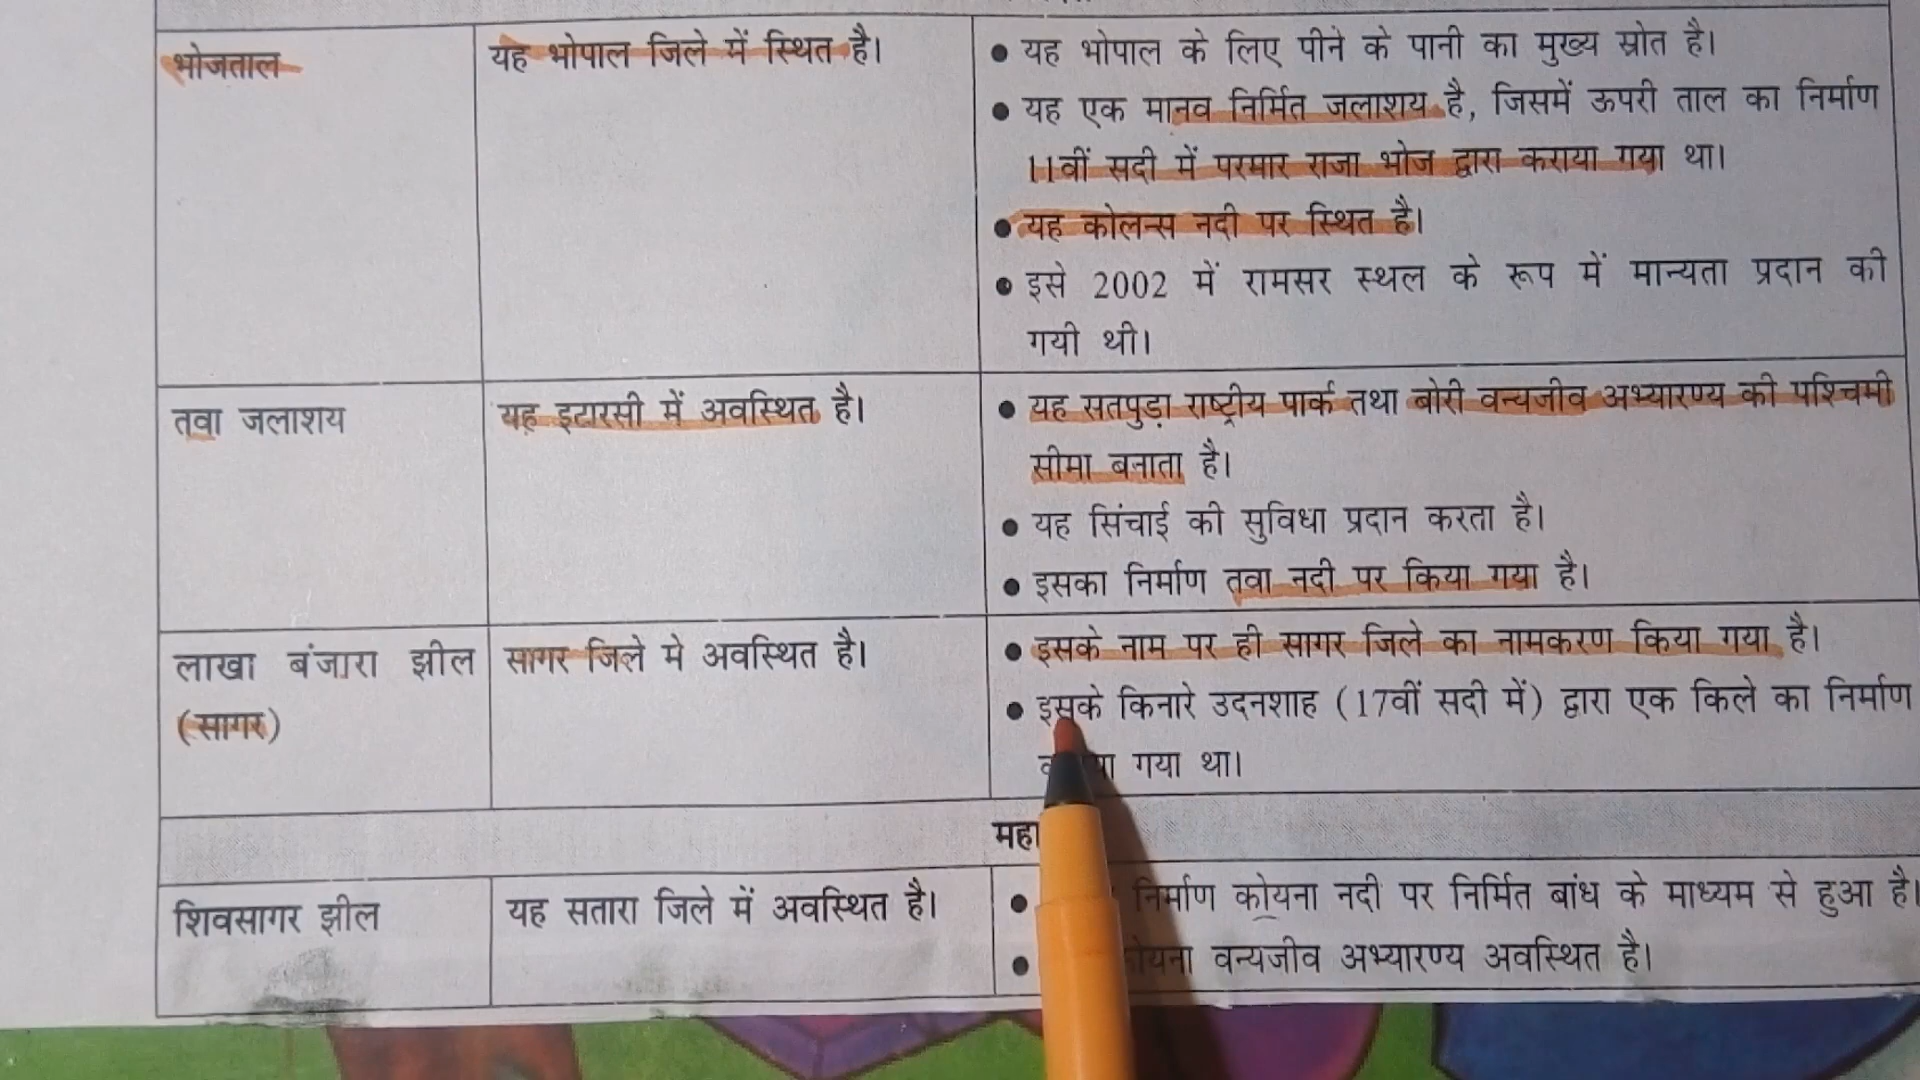 भोजताल
यह भोपाल जिले में स्थित है।
● यह भोपाल के लिए पीने के पानी का मुख्य स्रोत है।
● यह एक मानव निर्मित जलाशय है, जिसमें ऊपरी ताल का निर्माण
11वीं सदी में परमार राजा भोज द्वारा कराया गया था।
● यह कोलन्स नदी पर स्थित है।
● इसे 2002 में रामसर स्थल के रूप में मान्यता प्रदान की
गयी थी।
तवा जलाशय
यह इटारसी में अवस्थित है।
● यह सतपुड़ा राष्ट्रीय पार्क तथा बोरी वन्यजीव अभ्यारण्य की पश्चिमी
सीमा बनाता है।
● यह सिंचाई की सुविधा प्रदान करता है।
● इसका निर्माण तवा नदी पर किया गया है।
लाखा बंजारा झील
(सागर)
सागर जिले मे अवस्थित है।
● इसके नाम पर ही सागर जिले का नामकरण किया गया है।
● इसके किनारे उदनशाह (17वीं सदी में) द्वारा एक किले का निर्माण
गया था।
महा
शिवसागर झील
यह सतारा जिले में अवस्थित है।
● निर्माण कोयना नदी पर निर्मित बांध के माध्यम से हुआ है।
● वन्यजीव अभ्यारण्य अवस्थित है।